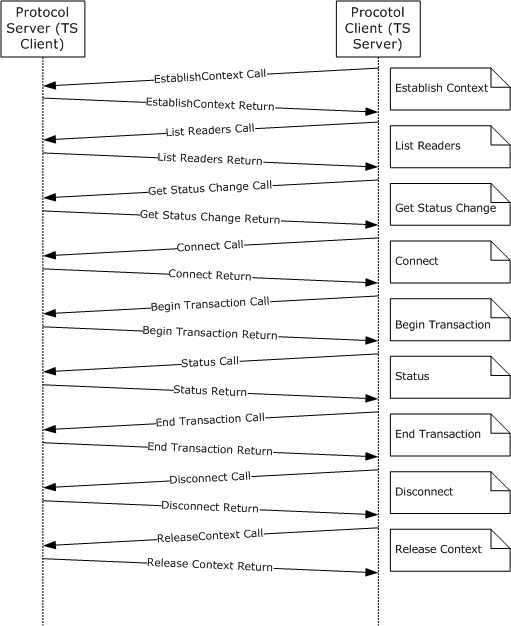 Protocol
Server (TS
Client)
Procotol
Client (TS
Server)
EstablishContext Call
Establish Context
EstablishContext Return
List Readers Call
List Readers
List Readers Return
Get Status Change Call
Get Status Change
Get Status Change Return
Connect Call
Connect
Connect Return
Begin Transaction Call
Begin Transaction
Begin Transaction Return
Status Call
Status
Status Return
End Transaction Call
End Transaction
End Transaction Return
Disconnect Call
Disconnect
Disconnect Return
ReleaseContext Call
Release Context
Release Context Return